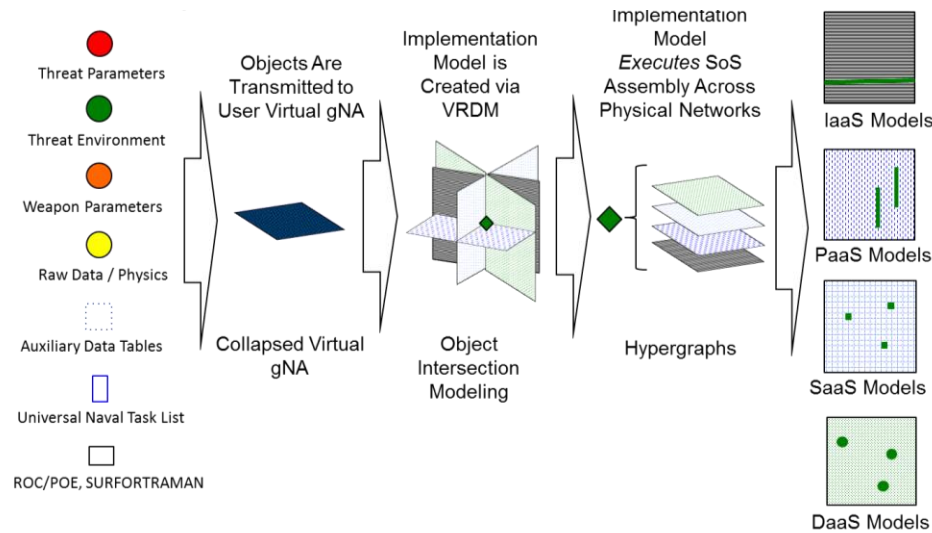 Threat Parameters
Threat Environment
Weapon Parameters
Raw Data / Physics
Auxiliary Data Tables
Universal Naval Task List
ROC/POE, SURFORTRAMAN
Objects Are
Transmitted to
User Virtual gNA
Collapsed Virtual
gNA
Implementation
Model is
Created via
VRDM
Object
Intersection
Modeling
Implementation
Model
Executes SoS
Assembly Across
Physical Networks
Hypergraphs
IaaS Models
PaaS Models
SaaS Models
DaaS Models